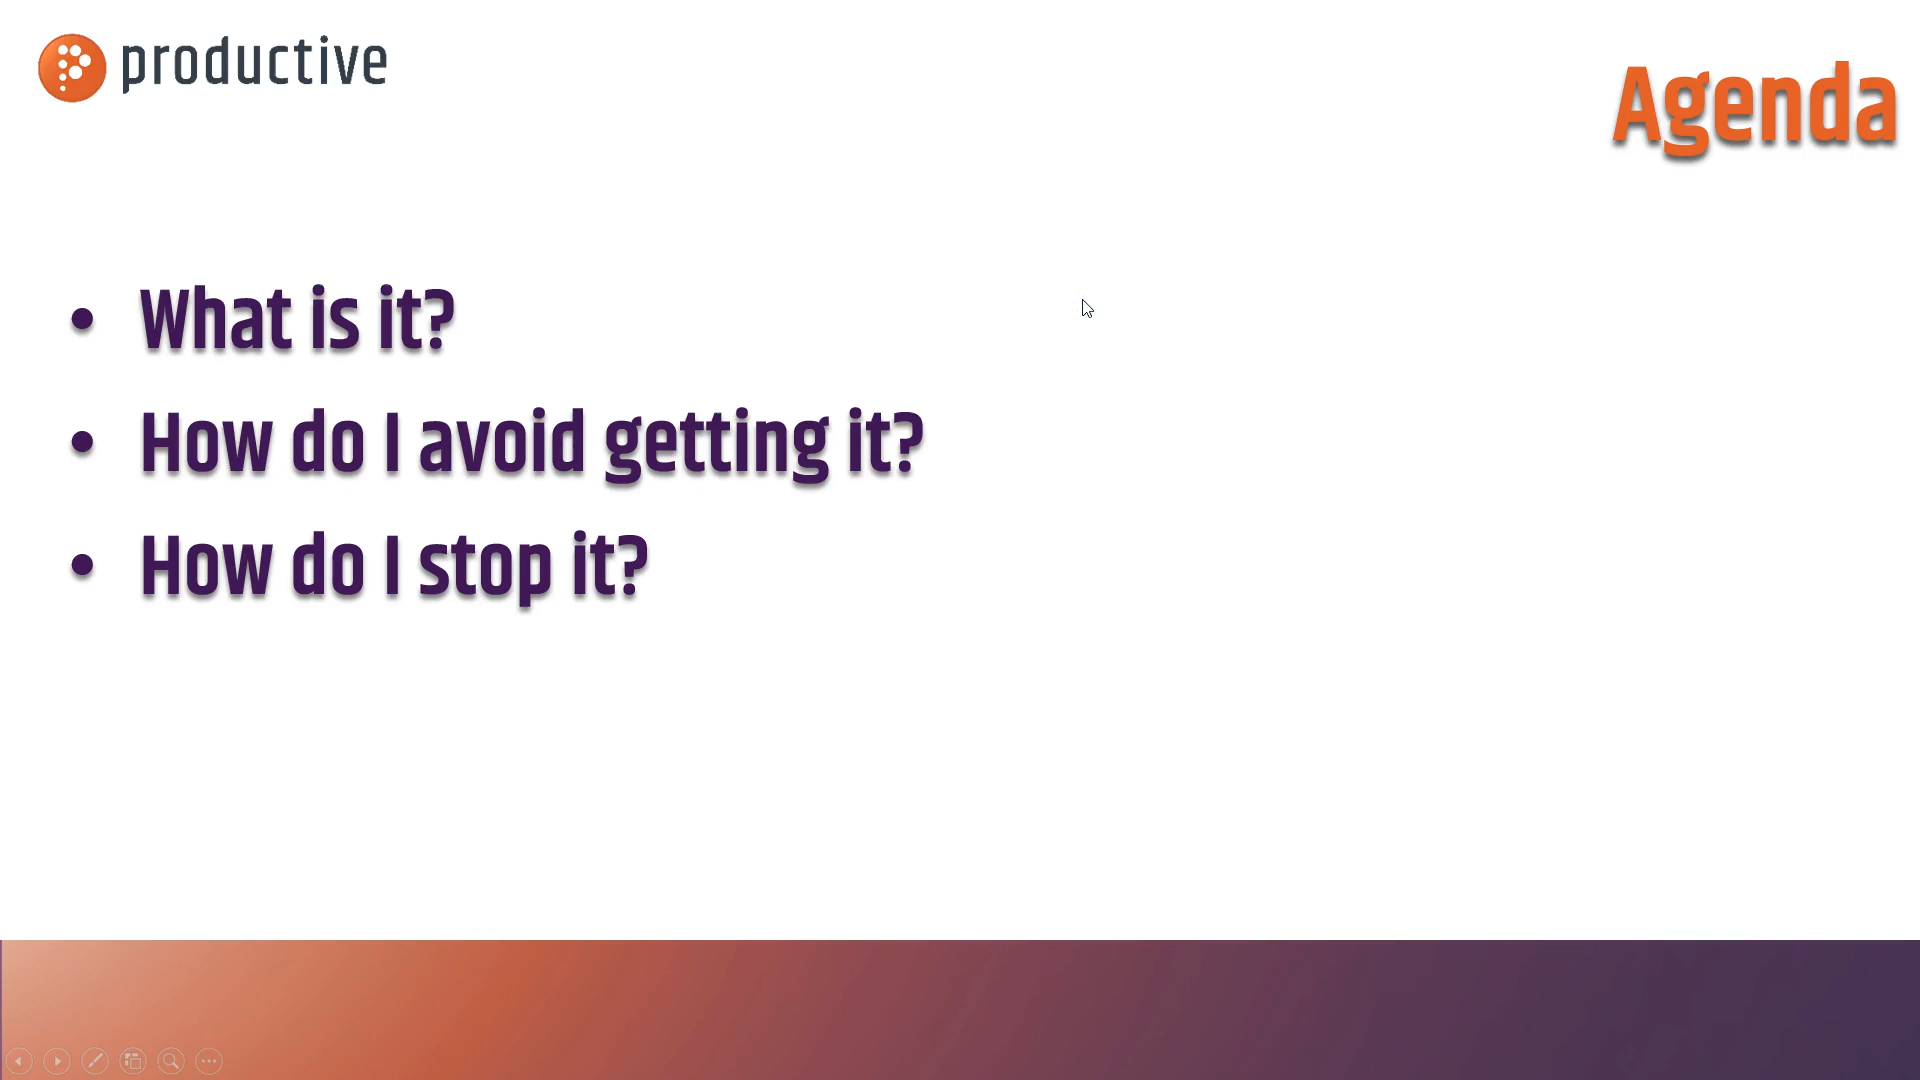 productive
Agenda
• What is it?
• How do I avoid getting it?
• How do I stop it?